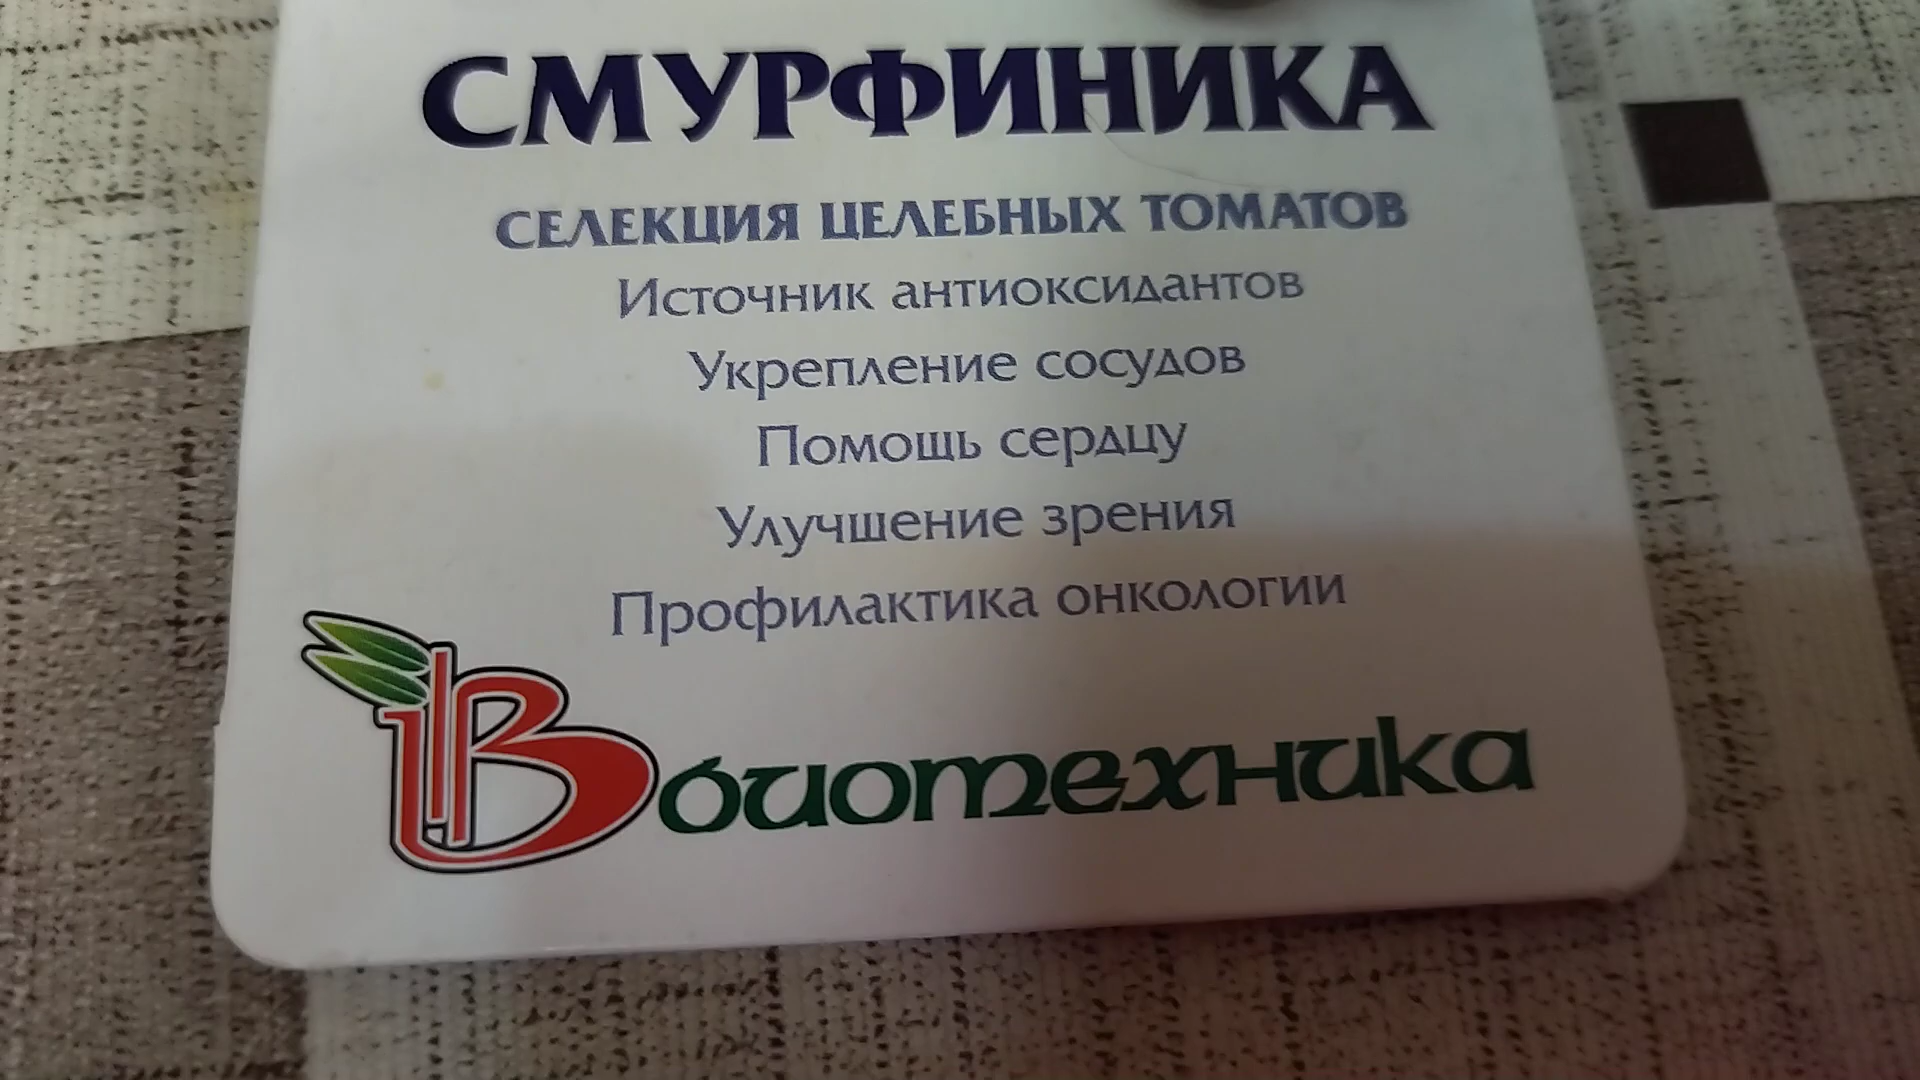 СМУРФИНИКА
СЕЛЕКЦИЯ ЦЕЛЕБНЫХ ТОМАТОВ
Источник антиоксидантов
Укрепление сосудов
Помощь сердцу
Улучшение зрения
Профилактика онкологии
Биотехника